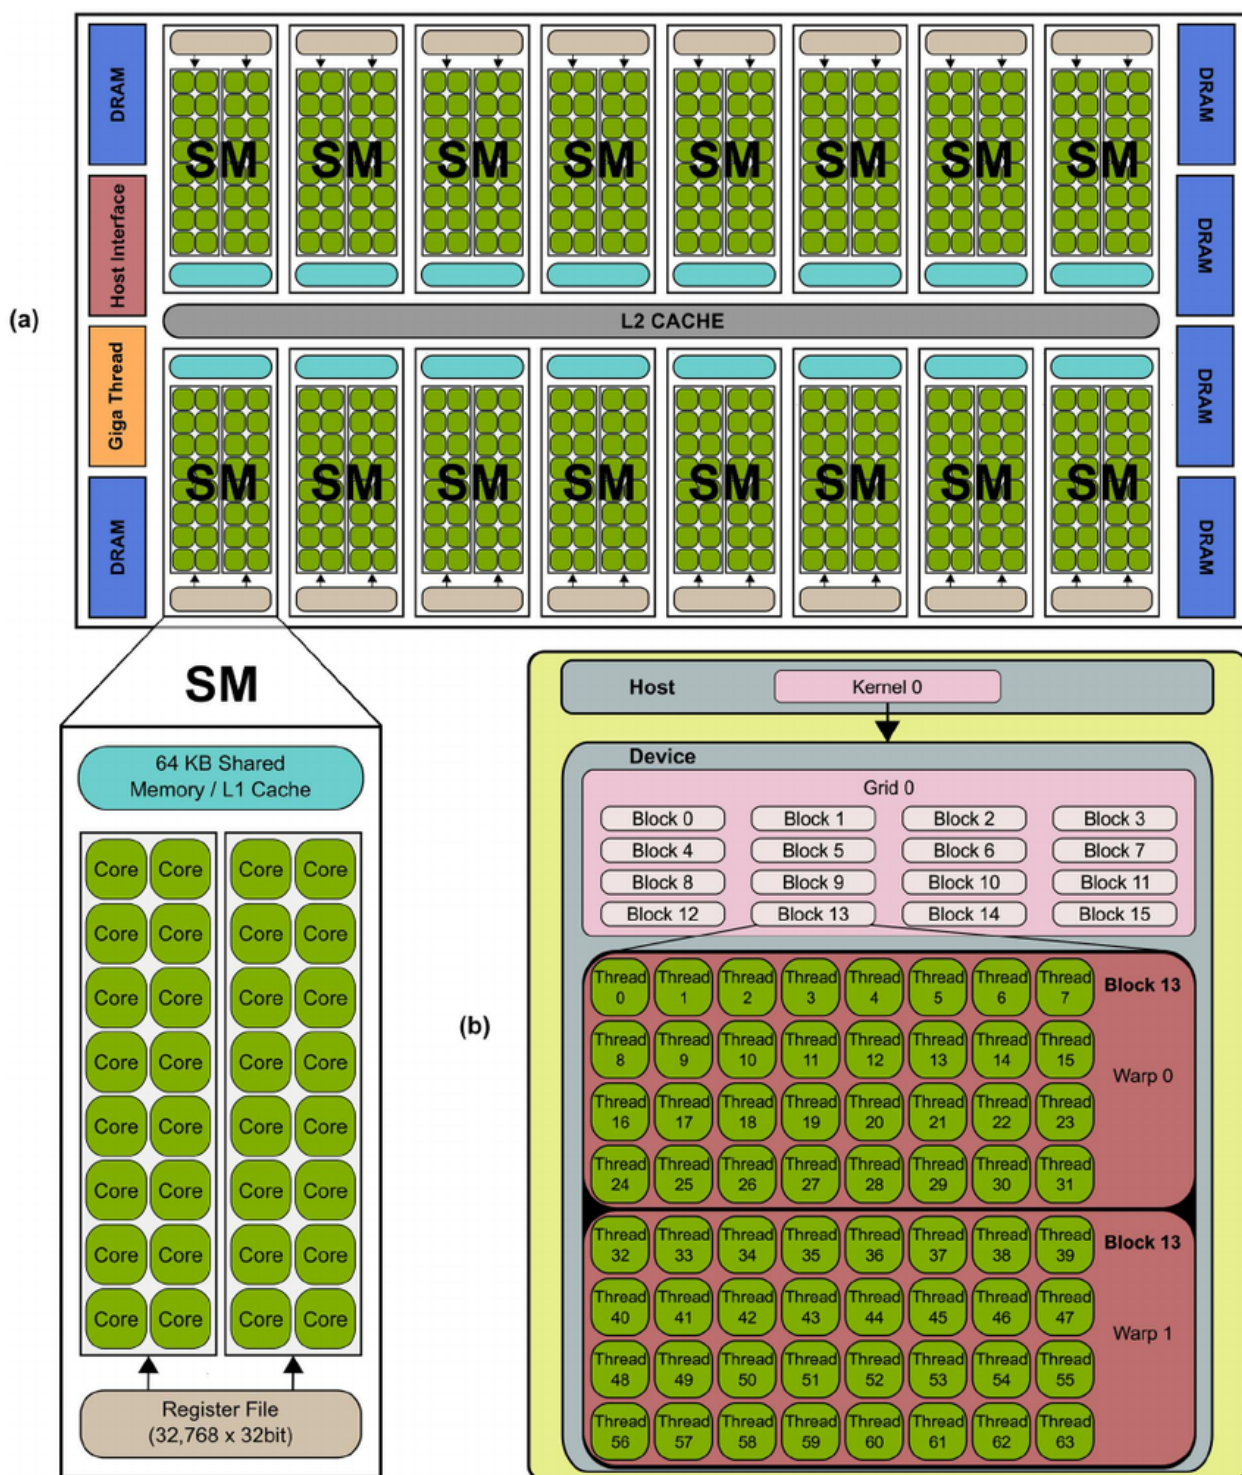 (a)
DRAM
Host Interface
Giga Thread
DRAM
SM SM SM SM SM SM SM SM
L2 CACHE
SM SM SM SM SM SM SM SM
DRAM
DRAM
DRAM
DRAM
SM
64 KB Shared
Memory / L1 Cache
Core Core Core Core
Core Core Core Core
Core Core Core Core
Core Core Core Core
Core Core Core Core
Core Core Core Core
Core Core Core Core
Core Core Core Core
Register File
(32,768 x 32bit)
(b)
Host
Kernel 0
Device
Grid 0
Block 0 Block 1 Block 2 Block 3
Block 4 Block 5 Block 6 Block 7
Block 8 Block 9 Block 10 Block 11
Block 12 Block 13 Block 14 Block 15
Thread Thread Thread Thread Thread Thread Thread Thread
0 1 2 3 4 5 6 7
Block 13
Thread Thread Thread Thread Thread Thread Thread Thread
8 9 10 11 12 13 14 15
Warp 0
Thread Thread Thread Thread Thread Thread Thread Thread
16 17 18 19 20 21 22 23
Thread Thread Thread Thread Thread Thread Thread Thread
24 25 26 27 28 29 30 31
Thread Thread Thread Thread Thread Thread Thread Thread
32 33 34 35 36 37 38 39
Block 13
Thread Thread Thread Thread Thread Thread Thread Thread
40 41 42 43 44 45 46 47
Warp 1
Thread Thread Thread Thread Thread Thread Thread Thread
48 49 50 51 52 53 54 55
Thread Thread Thread Thread Thread Thread Thread Thread
56 57 58 59 60 61 62 63